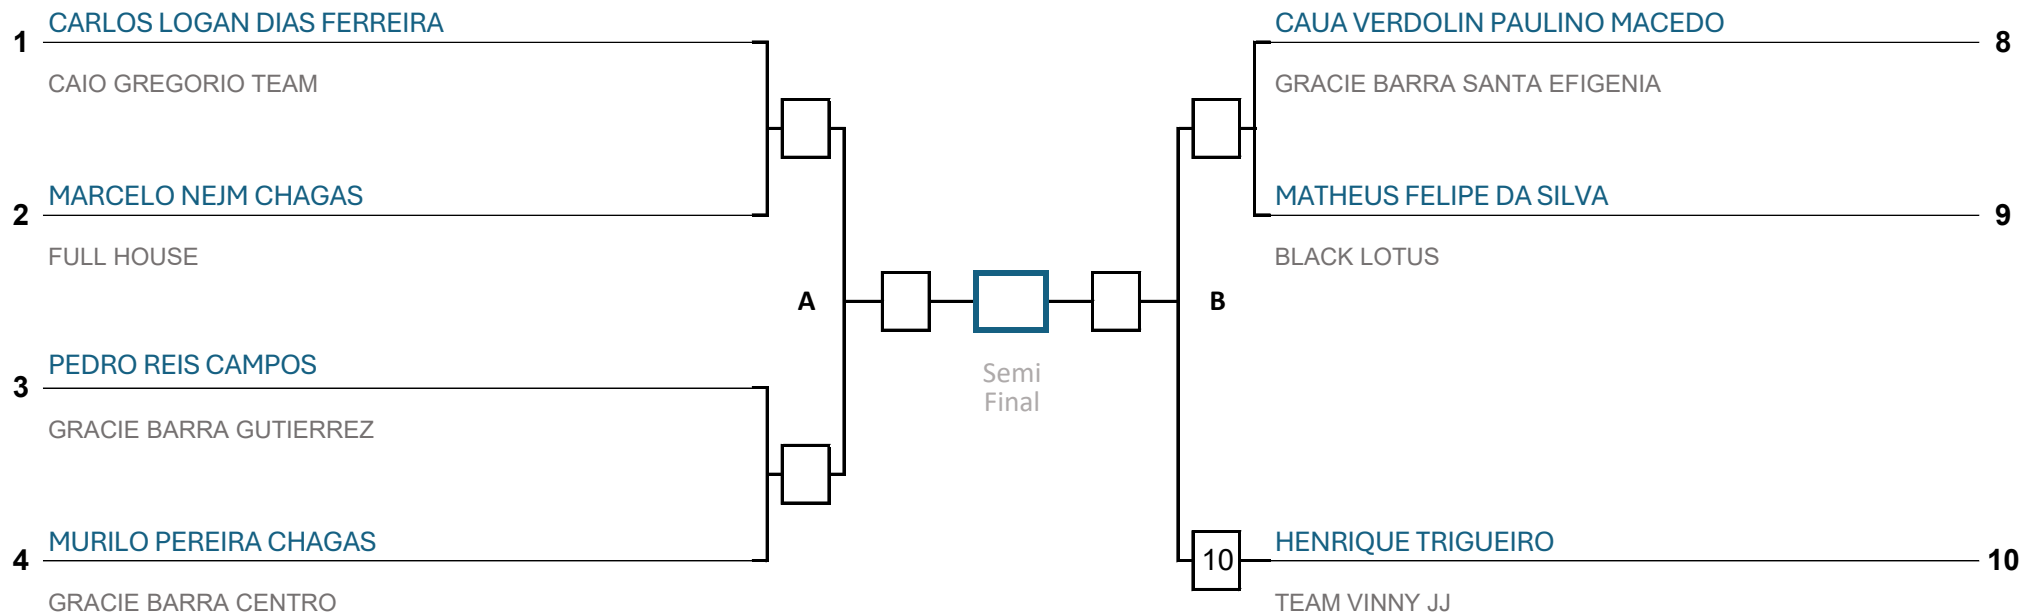 1
CARLOS LOGAN DIAS FERREIRA
CAIO GREGORIO TEAM
2
MARCELO NEJM CHAGAS
FULL HOUSE
A
3
PEDRO REIS CAMPOS
GRACIE BARRA GUTIERREZ
4
MURILO PEREIRA CHAGAS
GRACIE BARRA CENTRO
Semi
Final
CAUA VERDOLIN PAULINO MACEDO
8
GRACIE BARRA SANTA EFIGENIA
MATHEUS FELIPE DA SILVA
9
BLACK LOTUS
B
10
HENRIQUE TRIGUEIRO
10
TEAM VINNY JJ